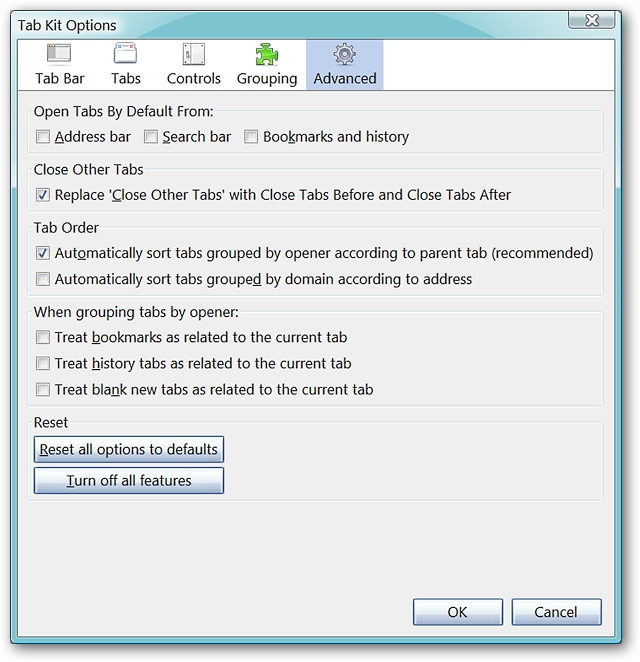 Tab Kit Options
Tab Bar Tabs Controls Grouping Advanced
Open Tabs By Default From:
Address bar Search bar Bookmarks and history
Close Other Tabs
Replace 'Close Other Tabs' with Close Tabs Before and Close Tabs After
Tab Order
Automatically sort tabs grouped by opener according to parent tab (recommended)
Automatically sort tabs grouped by domain according to address
When grouping tabs by opener:
Treat bookmarks as related to the current tab
Treat history tabs as related to the current tab
Treat blank new tabs as related to the current tab
Reset
Reset all options to defaults
Turn off all features
OK Cancel